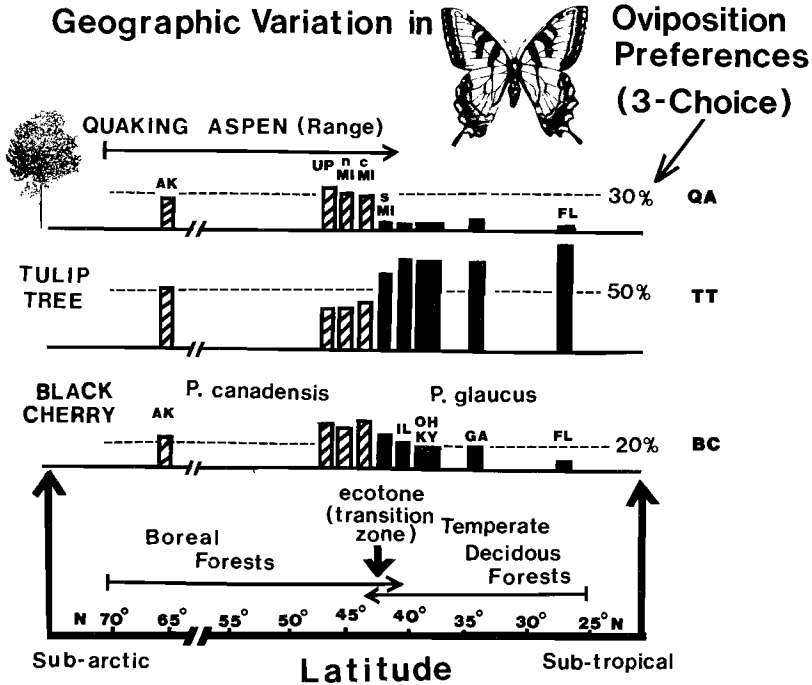 Geographic Variation in
Oviposition
Preferences
(3-Choice)
QUAKING ASPEN (Range)
AK
UP
n
MI
c
MI
s
MI
FL
30%
QA
TULIP
TREE
50%
TT
BLACK
CHERRY
P. canadensis
P. glaucus
AK
IL
OH
KY
GA
FL
20%
BC
ecotone
(transition
zone)
Boreal
Forests
Temperate
Decidous
Forests
N 70° 65° 55° 50° 45° 40° 35° 30° 25° N
Sub-arctic
Latitude
Sub-tropical